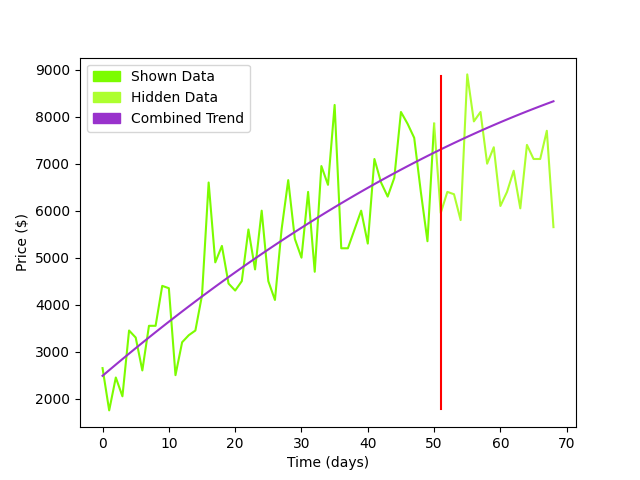 Shown Data
Hidden Data
Combined Trend
9000
8000
7000
6000
5000
4000
3000
2000
Price ($)
0 10 20 30 40 50 60 70
Time (days)